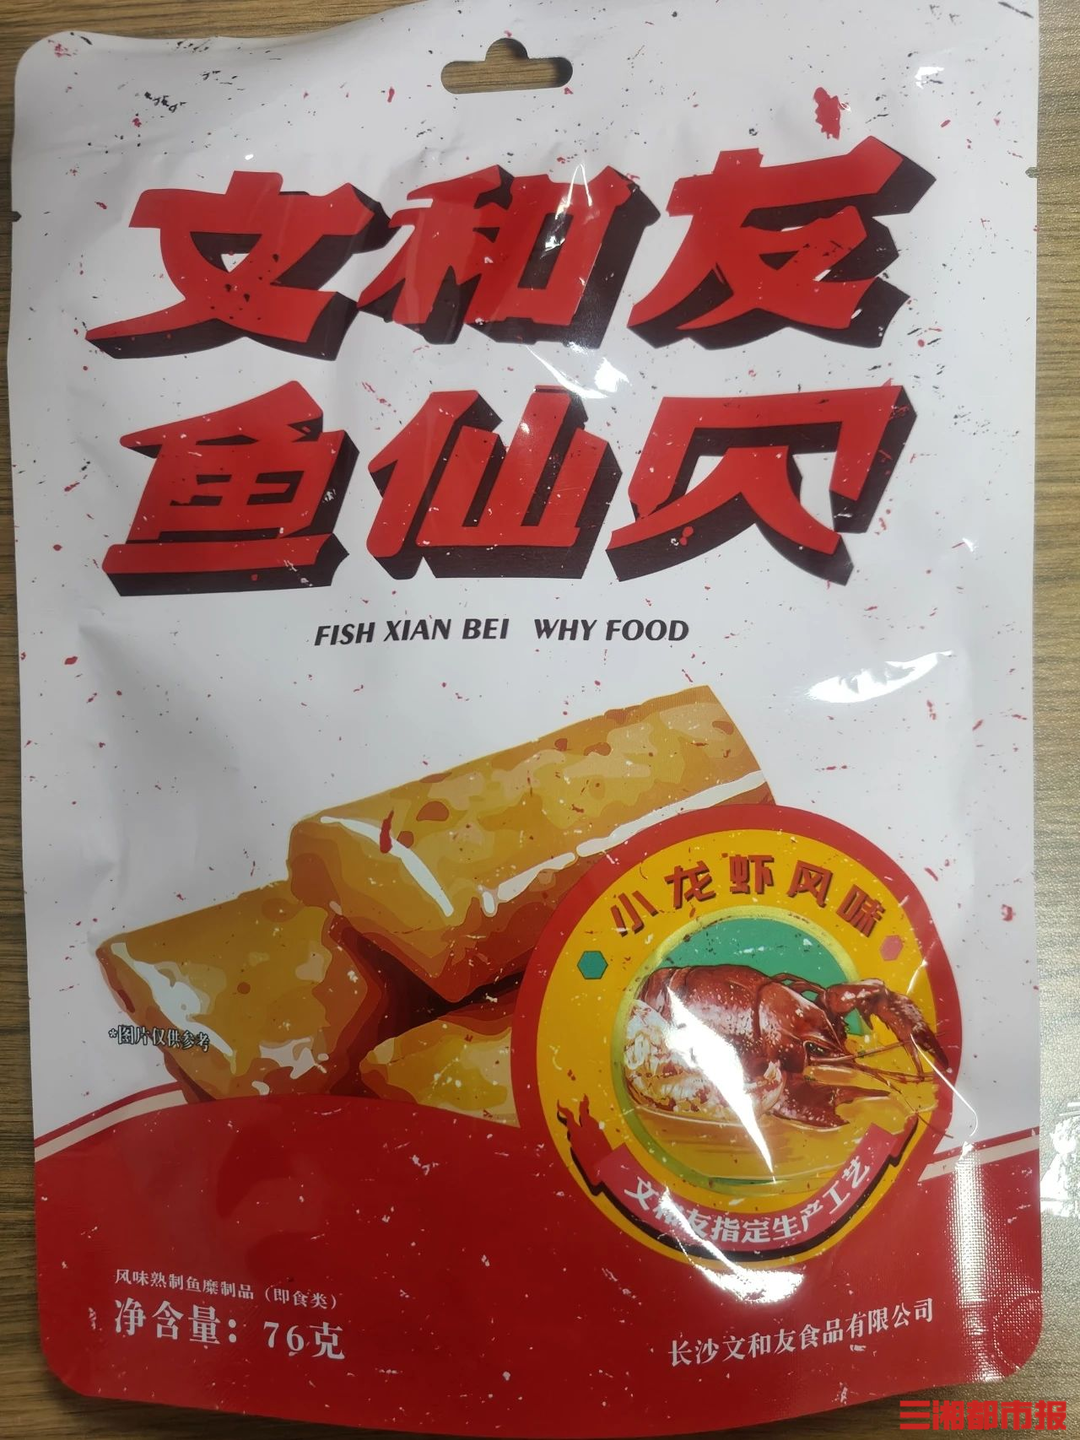 文和友
鱼仙贝
FISH XIAN BEI WHY FOOD
小龙虾风味
*图片仅供参考
文和友指定生产工艺
风味熟制鱼糜制品（即食类）
净含量：76克
长沙文和友食品有限公司
三湘都市报